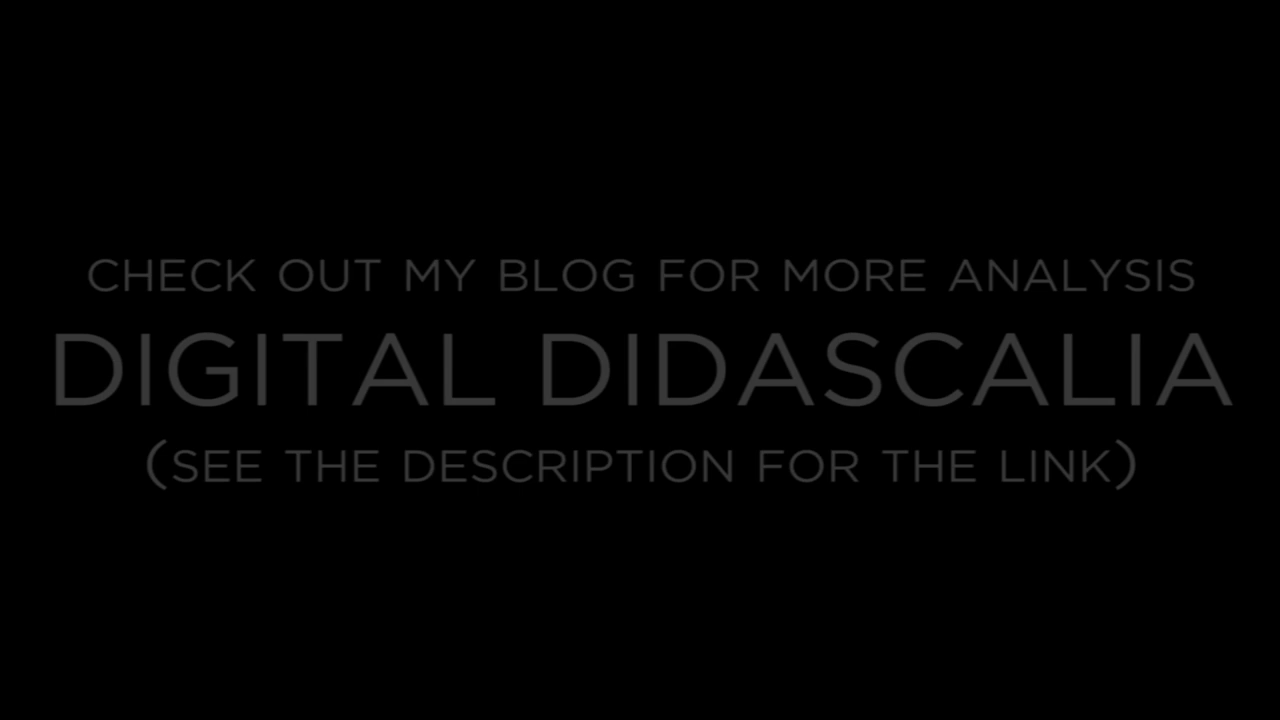 CHECK OUT MY BLOG FOR MORE ANALYSIS
DIGITAL DIDASCALIA
(SEE THE DESCRIPTION FOR THE LINK)